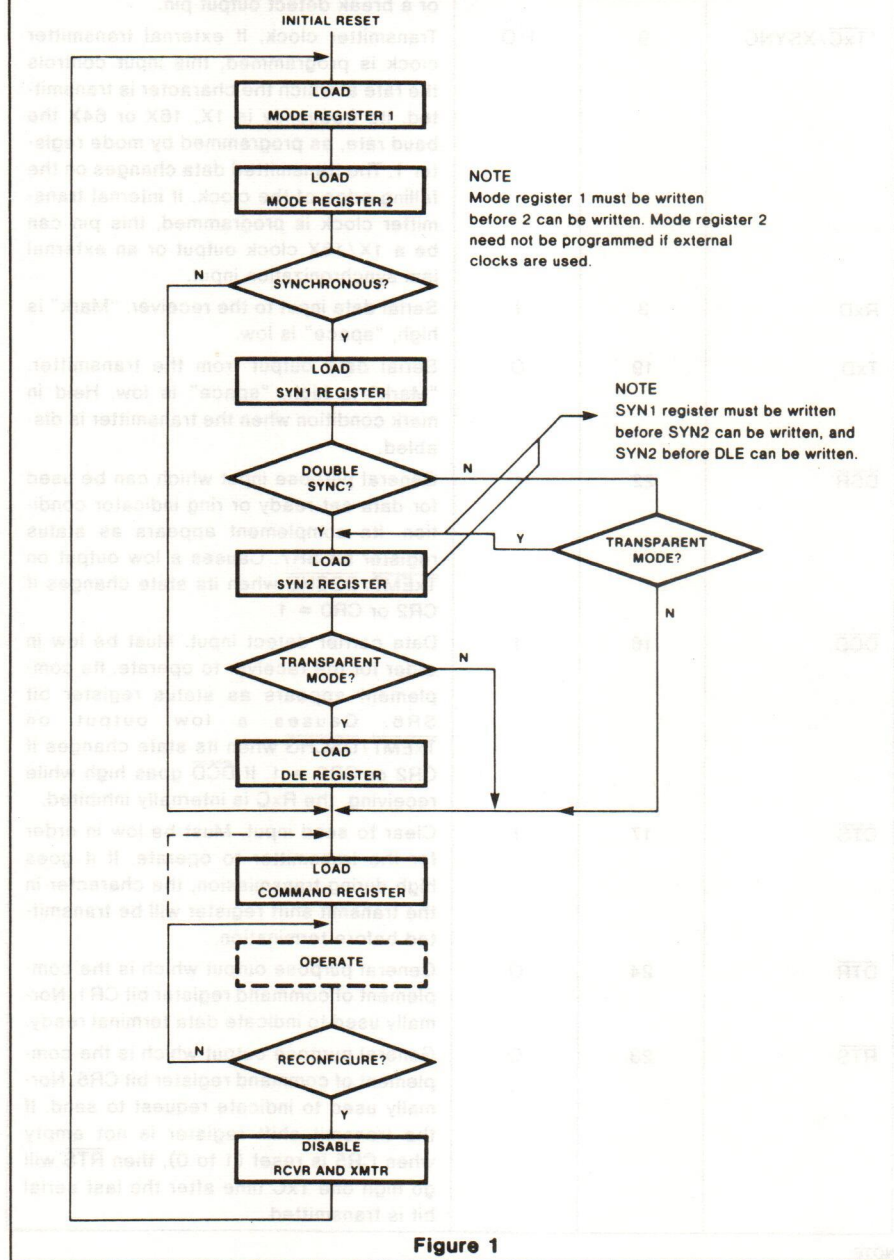 INITIAL RESET
LOAD
MODE REGISTER 1
LOAD
MODE REGISTER 2
NOTE
Mode register 1 must be written
before 2 can be written. Mode register 2
need not be programmed if external
clocks are used.
N
SYNCHRONOUS?
Y
LOAD
SYN1 REGISTER
NOTE
SYN1 register must be written
before SYN2 can be written, and
SYN2 before DLE can be written.
DOUBLE
SYNC?
N
Y
Y
TRANSPARENT
MODE?
LOAD
SYN2 REGISTER
N
TRANSPARENT
MODE?
N
Y
LOAD
DLE REGISTER
LOAD
COMMAND REGISTER
OPERATE
N
RECONFIGURE?
Y
DISABLE
RCVR AND XMTR
Figure 1